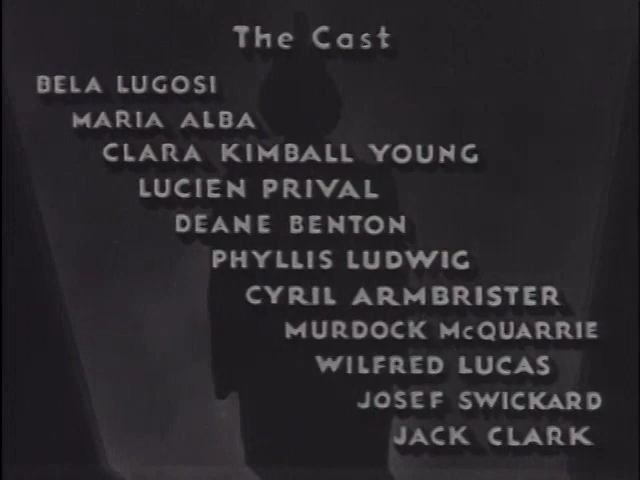 The Cast
BELA LUGOSI
MARIA ALBA
CLARA KIMBALL YOUNG
LUCIEN PRIVAL
DEANE BENTON
PHYLLIS LUDWIG
CYRIL ARMBRISTER
MURDOCK McQUARRIE
WILFRED LUCAS
JOSEF SWICKARD
JACK CLARK